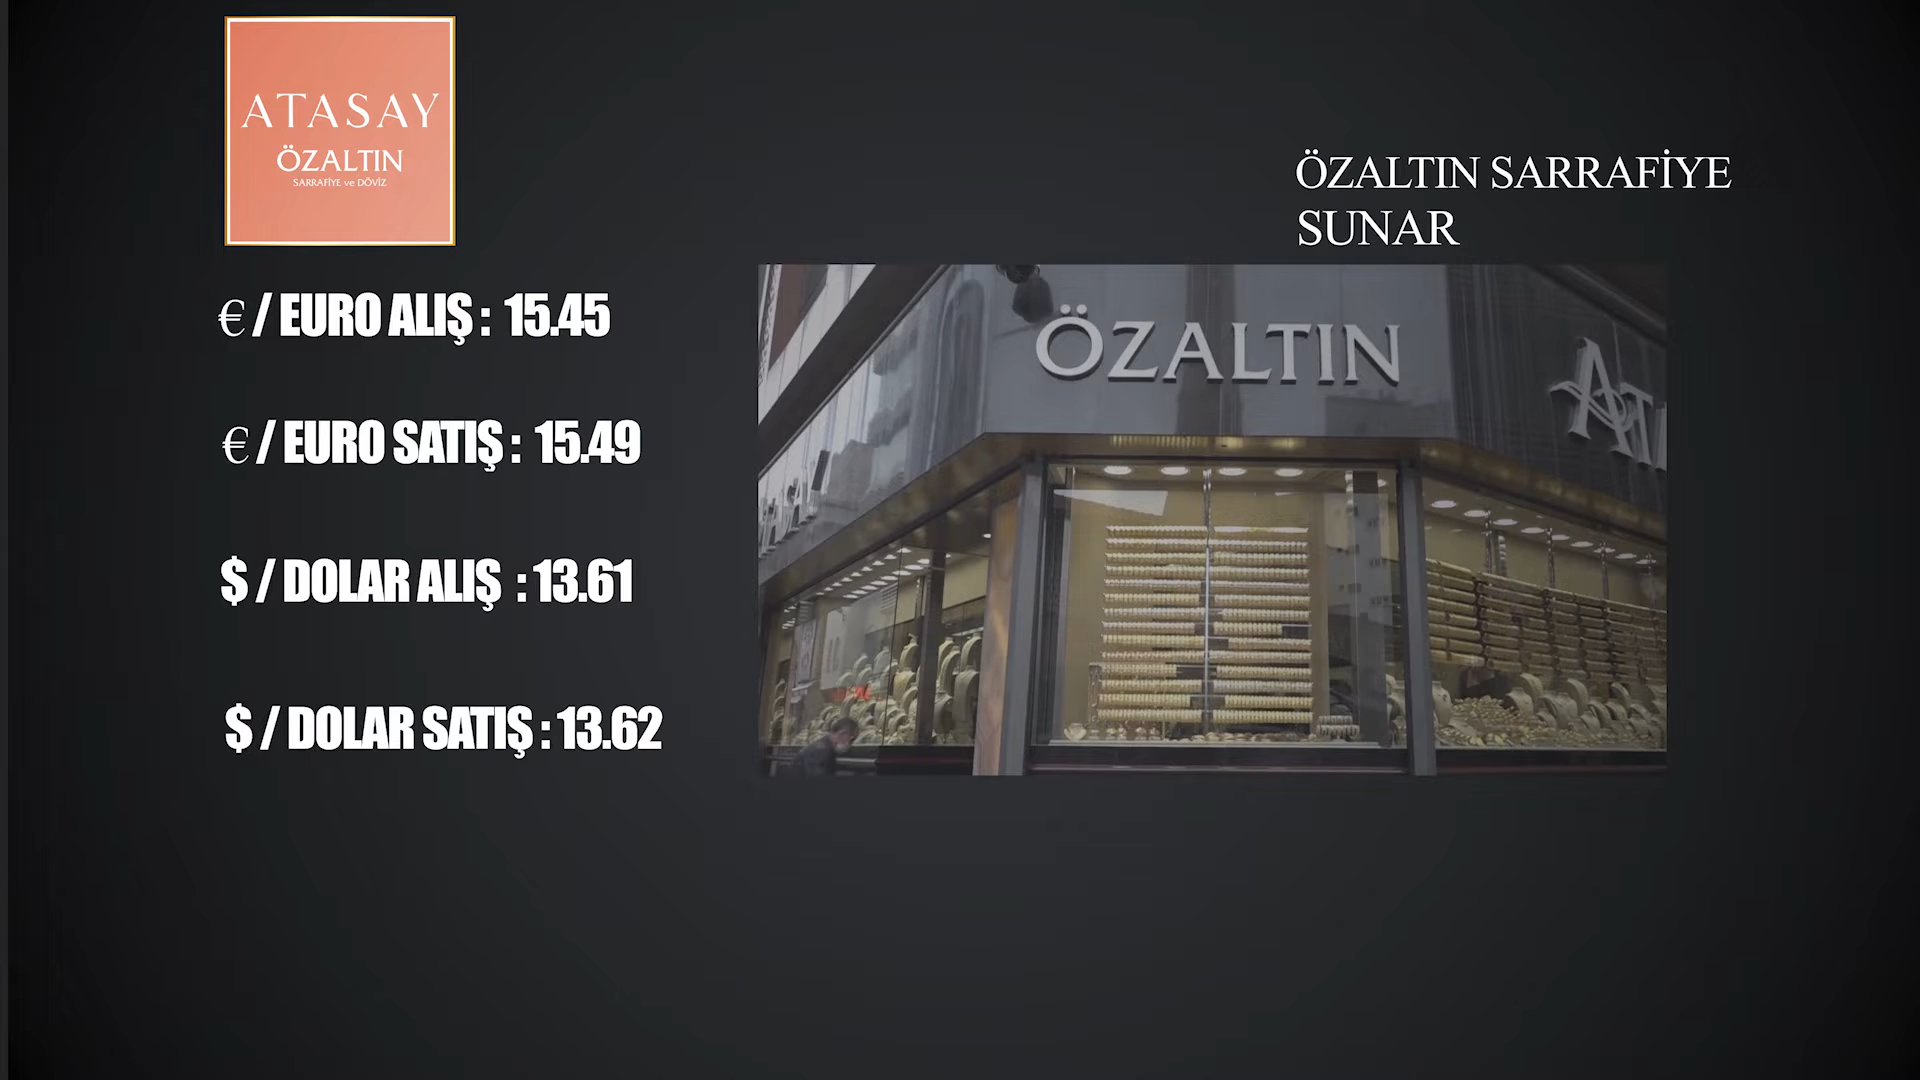 ATASAY
ÖZALTIN
SARRAFİYE ve DÖVİZ
ÖZALTIN SARRAFİYE
SUNAR
€ / EURO ALIŞ : 15.45
€ / EURO SATIŞ : 15.49
$ / DOLAR ALIŞ : 13.61
$ / DOLAR SATIŞ : 13.62
ÖZALTIN